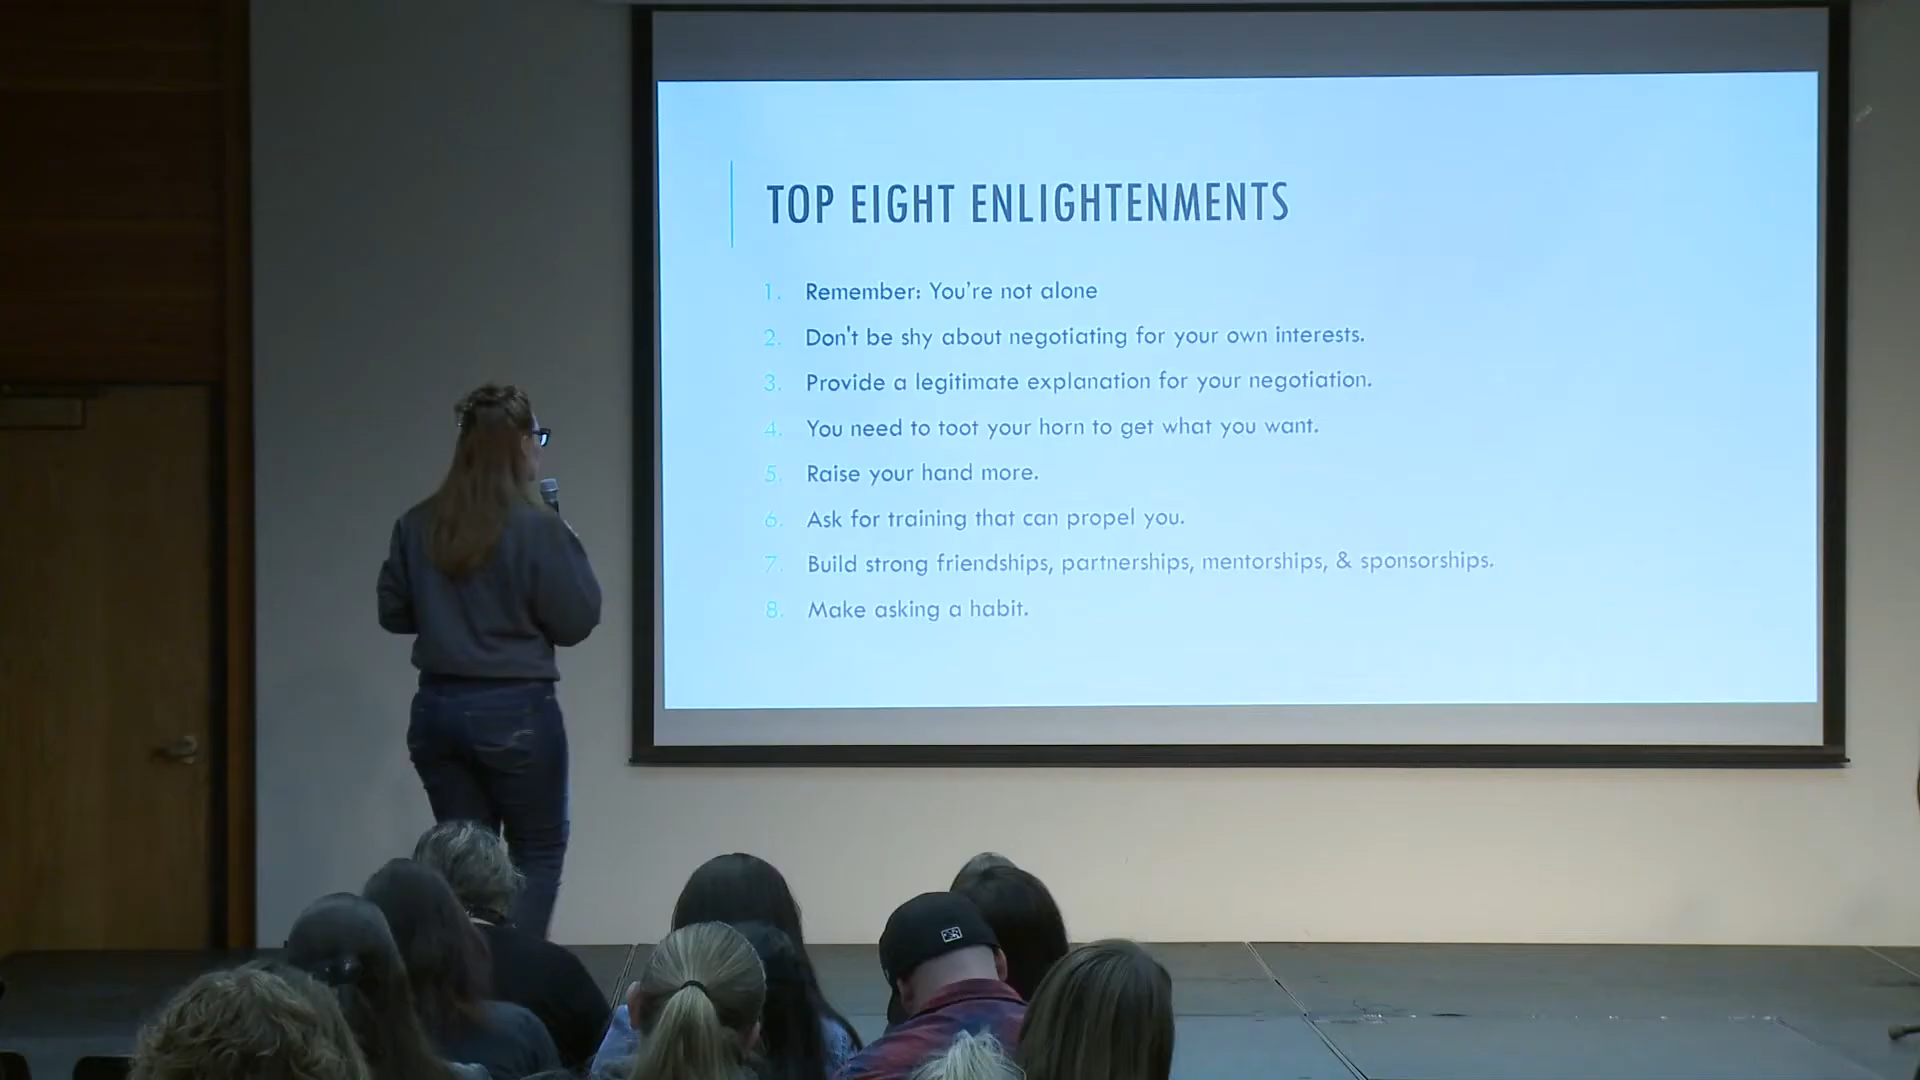 TOP EIGHT ENLIGHTENMENTS
1. Remember: You're not alone
2. Don't be shy about negotiating for your own interests.
3. Provide a legitimate explanation for your negotiation.
4. You need to toot your horn to get what you want.
5. Raise your hand more.
6. Ask for training that can propel you.
7. Build strong friendships, partnerships, mentorships, & sponsorships.
8. Make asking a habit.